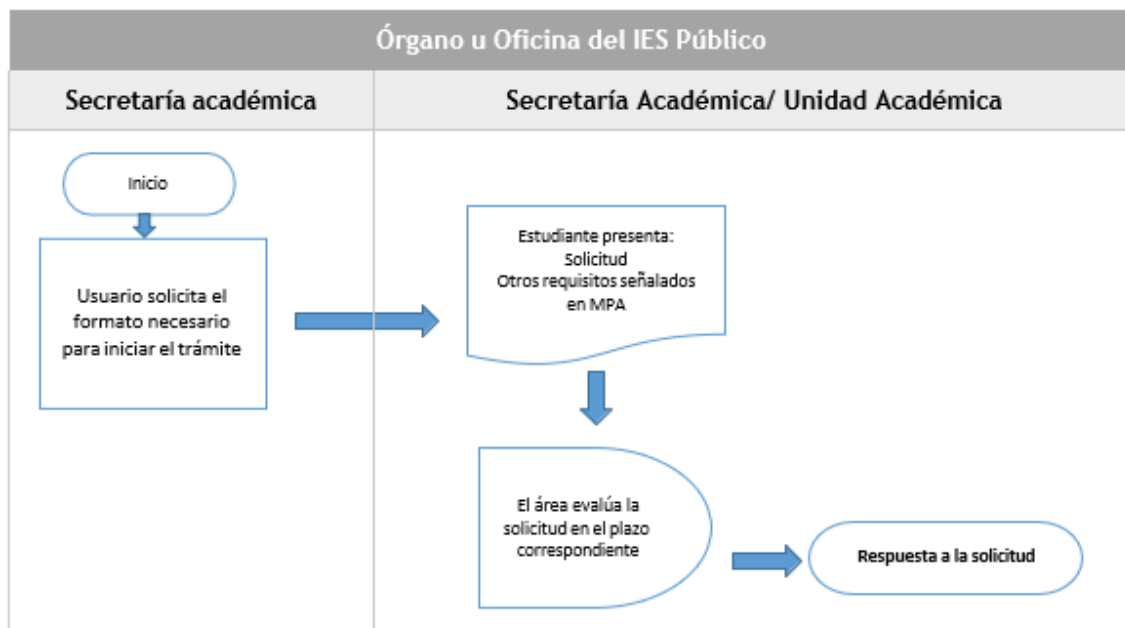 Órgano u Oficina del IES Público
Secretaría académica
Secretaría Académica/ Unidad Académica
Inicio
Usuario solicita el
formato necesario
para iniciar el trámite
Estudiante presenta:
Solicitud
Otros requisitos señalados
en MPA
El área evalúa la
solicitud en el plazo
correspondiente
Respuesta a la solicitud